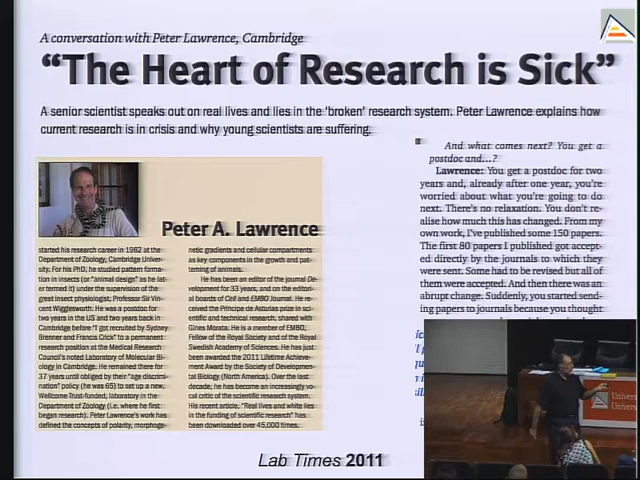 A conversation with Peter Lawrence, Cambridge
“The Heart of Research is Sick”
A senior scientist speaks out on real lives and lies in the ‘broken’ research system. Peter Lawrence explains how
current research is in crisis and why young scientists are suffering.
Peter A. Lawrence
started his research career in 1962 at the
Department of Zoology, Cambridge Univer-
sity. For his PhD, he studied pattern forma-
tion in insects (or “animal design” as he lat-
er termed it) under the supervision of the
great insect physiologist, Professor Sir Vin-
cent Wigglesworth. He was a postdoc for
two years in the US and two years back in
Cambridge before “I got recruited by Sydney
Brenner and Francis Crick” to a permanent
research position at the Medical Research
Council's noted Laboratory of Molecular Bi-
ology in Cambridge. He remained there for
37 years until obliged by their “age discrimi-
nation” policy (he was 65) to set up a new,
Wellcome Trust-funded, laboratory in the
Department of Zoology (i.e. where he first
began research). Peter Lawrence's work has
defined the concepts of polarity, morphoge-
netic gradients and cellular compartments
as key components in the growth and pat-
terning of animals.
He has been an editor of the journal De-
velopment for 33 years, and on the editori-
al boards of Cell and EMBO Journal. He re-
ceived the Príncipe de Asturias prize in sci-
entific and technical research, shared with
Gines Morata. He is a member of EMBO,
Fellow of the Royal Society and of the Royal
Swedish Academy of Sciences. He has just
been awarded the 2011 Lifetime Achieve-
ment Award by the Society of Developmen-
tal Biology (North America). Over the last
decade, he has become an increasingly vo-
cal critic of the scientific research system.
His recent article, “Real lives and white lies
in the funding of scientific research” has
been downloaded over 45,000 times.
And what comes next? You get a
postdoc and...?
Lawrence: You get a postdoc for two
years and, already after one year, you're
worried about what you're going to do
next. There's no relaxation. You don't re-
alise how much this has changed. From my
own work, I've published some 150 papers.
The first 80 papers I published got accept-
ed directly by the journals to which they
were sent. Some had to be revised but all of
them were accepted. And then there was an
abrupt change. Suddenly, you started send-
ing papers to journals because you thought
Lab Times 2011